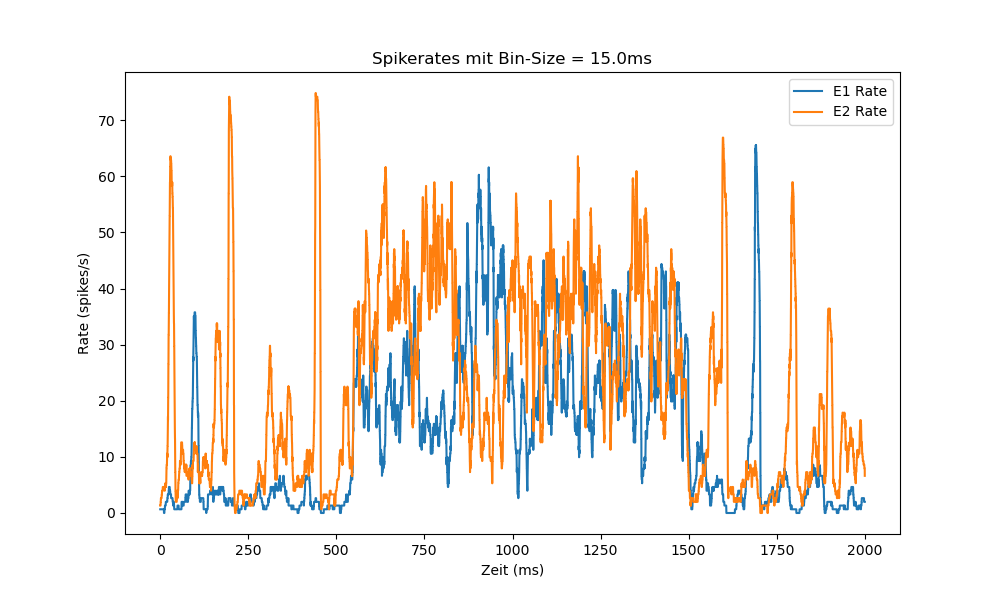 Spikerates mit Bin-Size = 15.0ms
E1 Rate
E2 Rate
Rate (spikes/s)
70
60
50
40
30
20
10
0
0 250 500 750 1000 1250 1500 1750 2000
Zeit (ms)